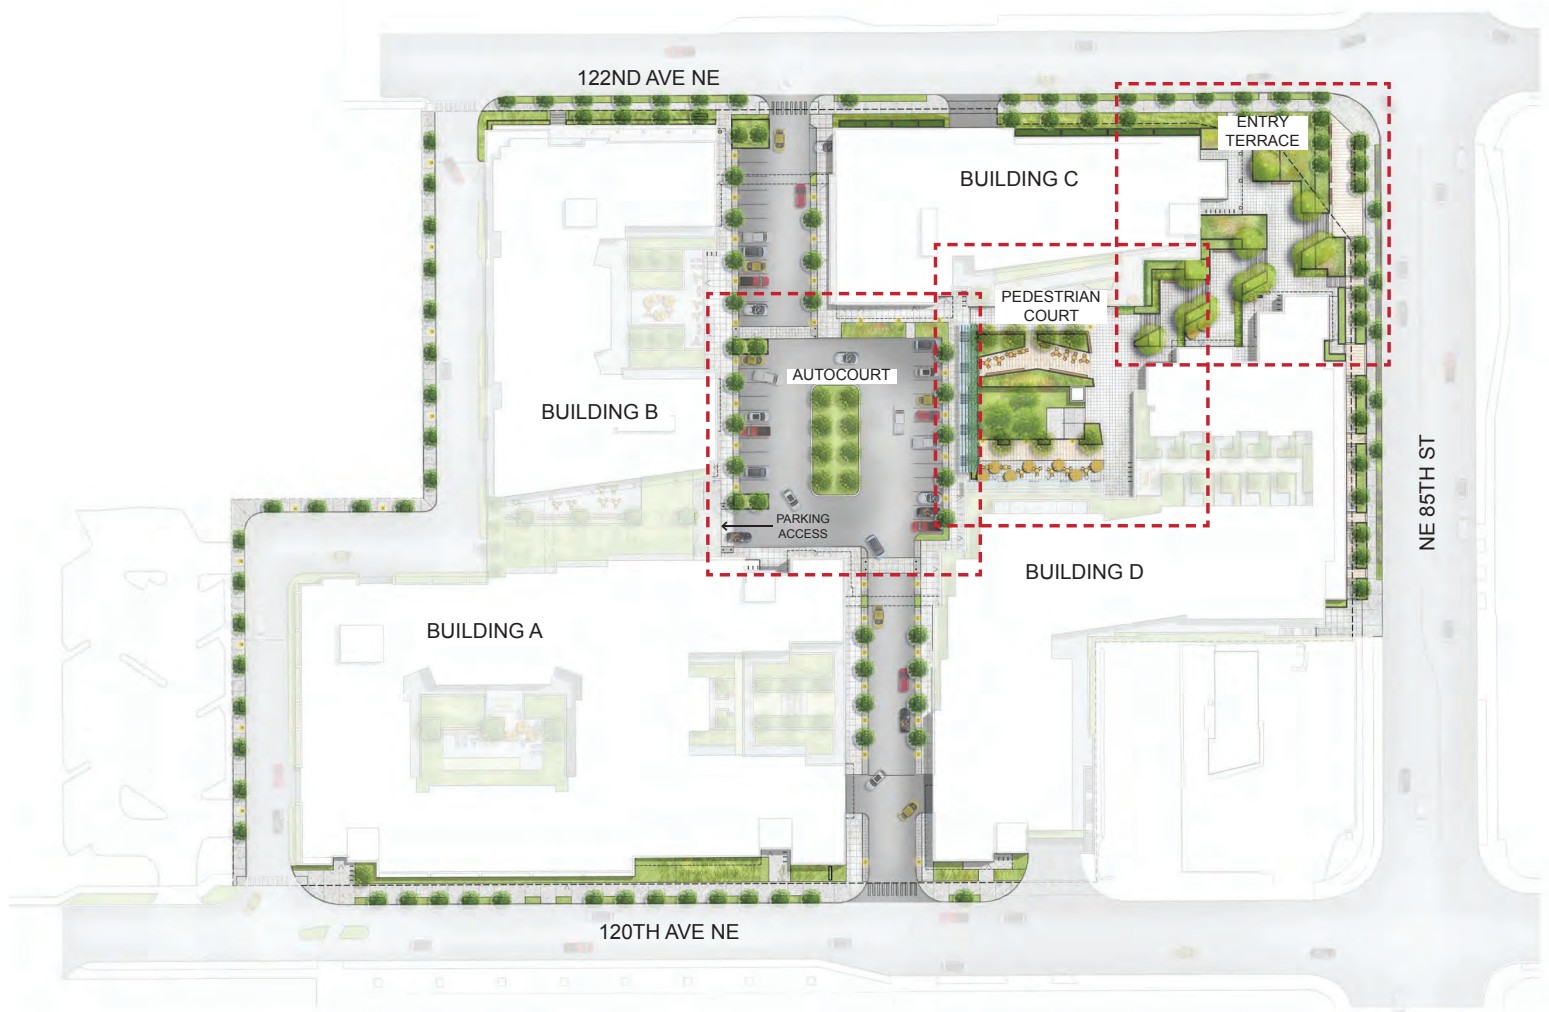 122ND AVE NE
ENTRY
TERRACE
BUILDING C
PEDESTRIAN
COURT
AUTOCOURT
BUILDING B
NE 85TH ST
PARKING
ACCESS
BUILDING D
BUILDING A
120TH AVE NE